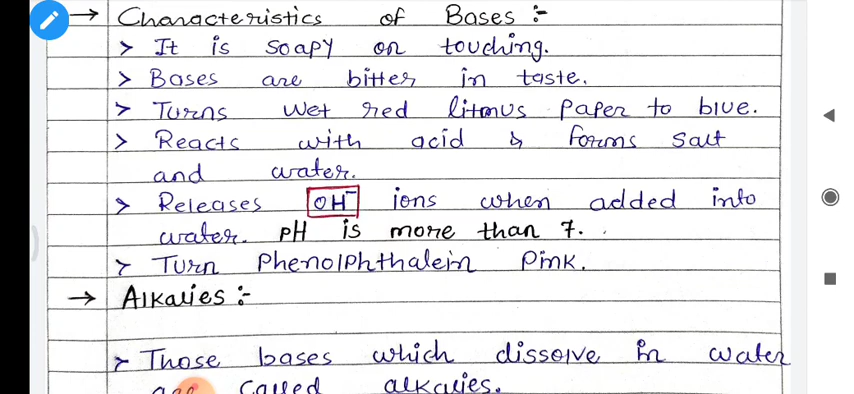 → Characteristics of Bases :-
> It is soapy on touching.
> Bases are bitter in taste.
> Turns wet red litmus paper to blue.
> Reacts with acid & forms salt
and water.
> Releases OH⁻ ions when added into
water. pH is more than 7.
> Turn Phenolphthalein Pink.
→ Alkalies :-
> Those bases which dissolve in water
are called alkalies.